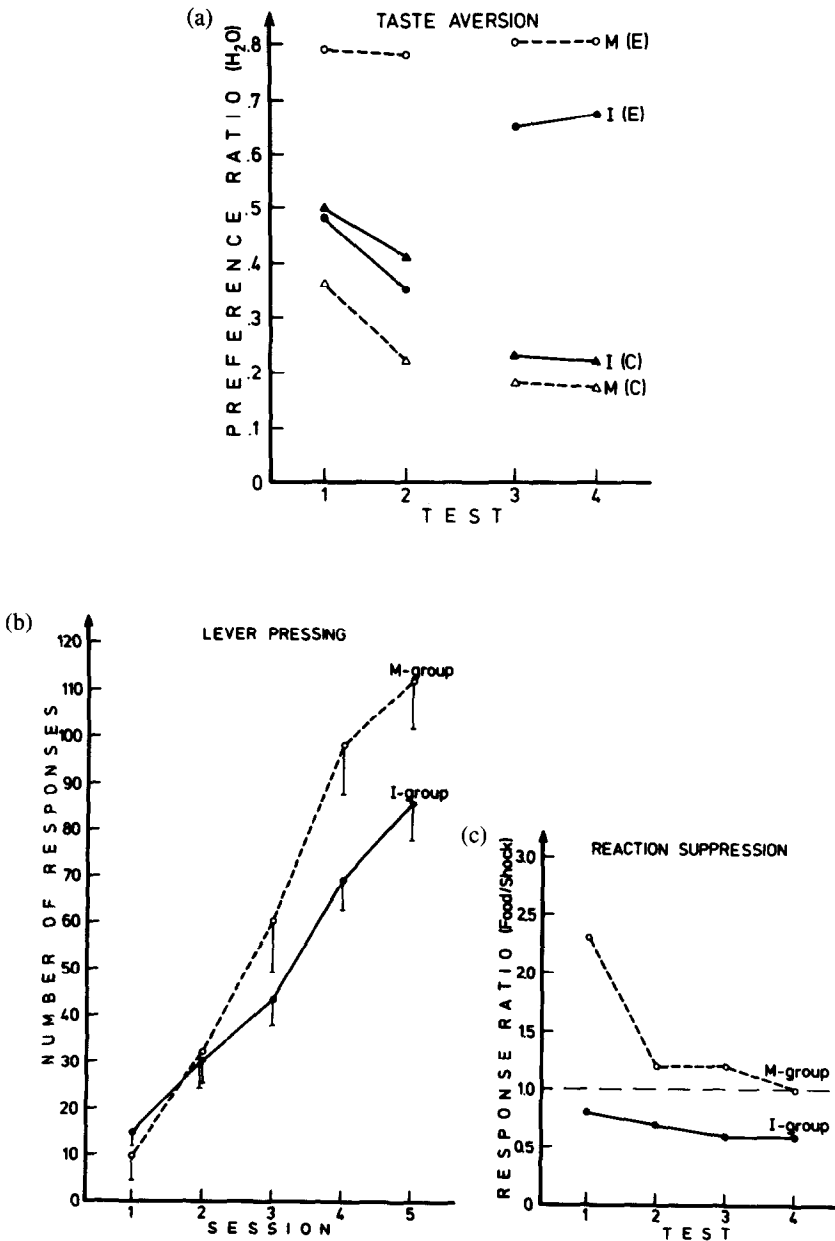 (a)
TASTE AVERSION
PREFERENCE RATIO (H₂O)
.8
.7
.6
.5
.4
.3
.2
.1
0
M (E)
I (E)
I (C)
M (C)
1 2 3 4
TEST
(b)
LEVER PRESSING
NUMBER OF RESPONSES
120
110
100
90
80
70
60
50
40
30
20
10
0
M-group
I-group
1 2 3 4 5
SESSION
(c)
REACTION SUPPRESSION
RESPONSE RATIO (Food/Shock)
3.0
2.5
2.0
1.5
1.0
0.5
0
M-group
I-group
1 2 3 4
TEST